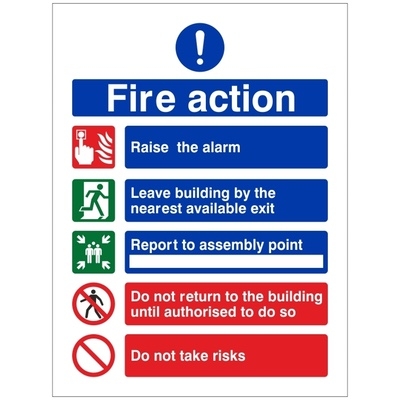 !
Fire action
Raise the alarm
Leave building by the
nearest available exit
Report to assembly point
Do not return to the building
until authorised to do so
Do not take risks